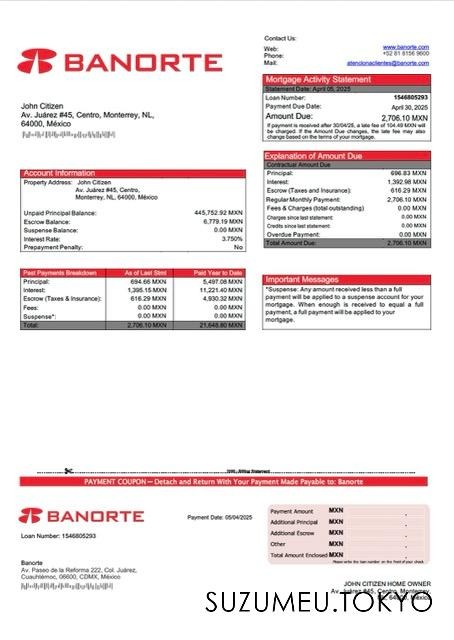 BANORTE
Contact Us:
Web: www.banorte.com
Phone: +52 81 8156 9600
Mail: atencionaclientes@banorte.com
Mortgage Activity Statement
Statement Date: April 05, 2025
Loan Number: 1546805293
Payment Due Date: April 30, 2025
Amount Due: 2,706.10 MXN
If payment is received after 30/04/25, a late fee of 104.49 MXN will
be charged. If the Amount Due changes, the late fee may also
change based on the terms of your mortgage.
John Citizen
Av. Juárez #45, Centro, Monterrey, NL,
64000, México
Explanation of Amount Due
Contractual Amount Due
Principal: 696.83 MXN
Interest: 1,392.98 MXN
Escrow (Taxes and Insurance): 616.29 MXN
Regular Monthly Payment: 2,706.10 MXN
Fees & Charges (total outstanding) 0.00 MXN
Charges since last statement: 0.00 MXN
Credits since last statement: 0.00 MXN
Overdue Payment: 0.00 MXN
Total Amount Due: 2,706.10 MXN
Account Information
Property Address: John Citizen
Av. Juárez #45, Centro,
Monterrey, NL, 64000, México
Unpaid Principal Balance: 445,752.92 MXN
Escrow Balance: 6,779.19 MXN
Suspense Balance: 0.00 MXN
Interest Rate: 3.750%
Prepayment Penalty: No
Past Payments Breakdown As of Last Stmt Paid Year to Date
Principal: 694.66 MXN 5,497.08 MXN
Interest: 1,395.15 MXN 11,221.40 MXN
Escrow (Taxes & Insurance): 616.29 MXN 4,930.32 MXN
Fees: 0.00 MXN 0.00 MXN
Suspense*: 0.00 MXN 0.00 MXN
Total: 2,706.10 MXN 21,648.80 MXN
Important Messages
*Suspense: Any amount received less than a full
payment will be applied to a suspense account for your
mortgage. When enough is received to equal a full
payment, a full payment will be applied to your
mortgage.
PAYMENT COUPON – Detach and Return With Your Payment Made Payable to: Banorte
BANORTE
Payment Date: 05/04/2025
Loan Number: 1546805293
Payment Amount MXN
Additional Principal MXN
Additional Escrow MXN
Other MXN
Total Amount Enclosed MXN
Please write the loan number on the front of your check.
Banorte
Av. Paseo de la Reforma 222, Col. Juárez,
Cuauhtémoc, 06600, CDMX, México
JOHN CITIZEN HOME OWNER
Av. Juárez #45, Centro, Monterrey,
SUZUMEU.TOKYO